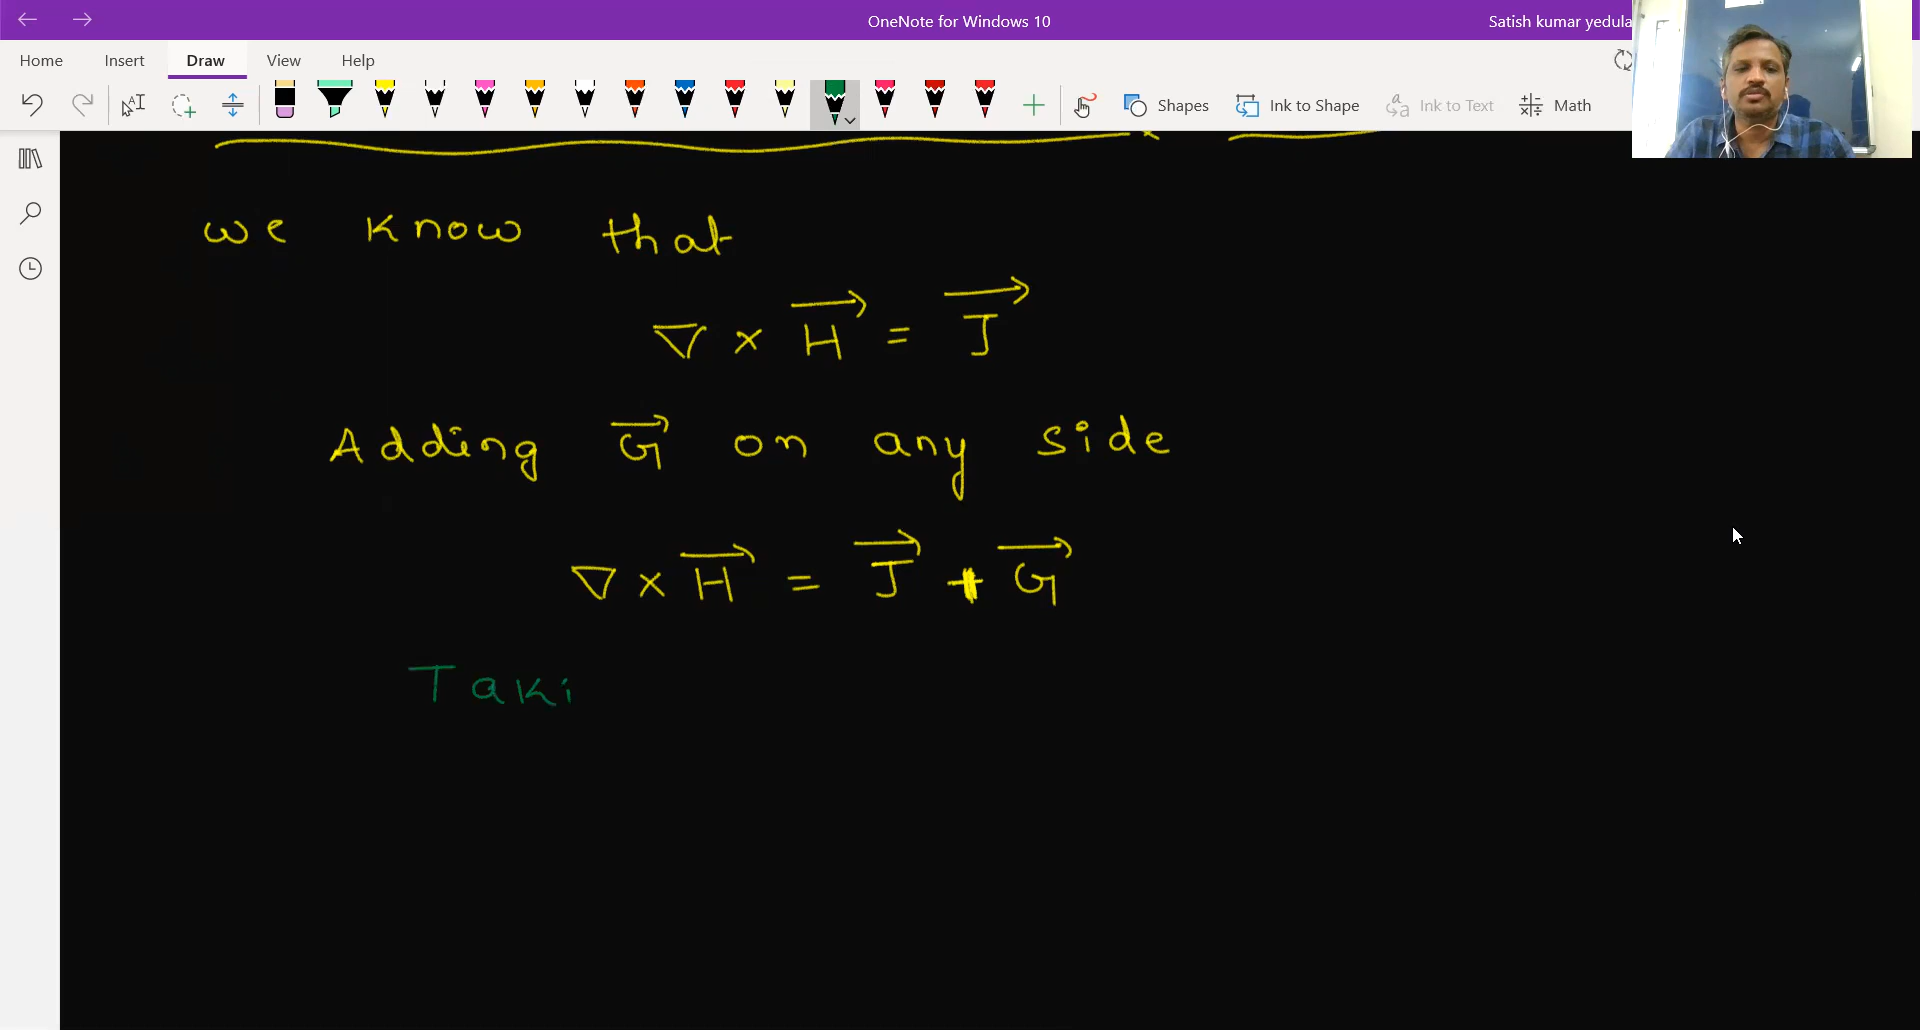 OneNote for Windows 10
Satish kumar yedula
Home Insert Draw View Help
Shapes Ink to Shape Ink to Text Math
we know that
∇ × H⃗ = J⃗
Adding G⃗ on any side
∇ × H⃗ = J⃗ + G⃗
Taki